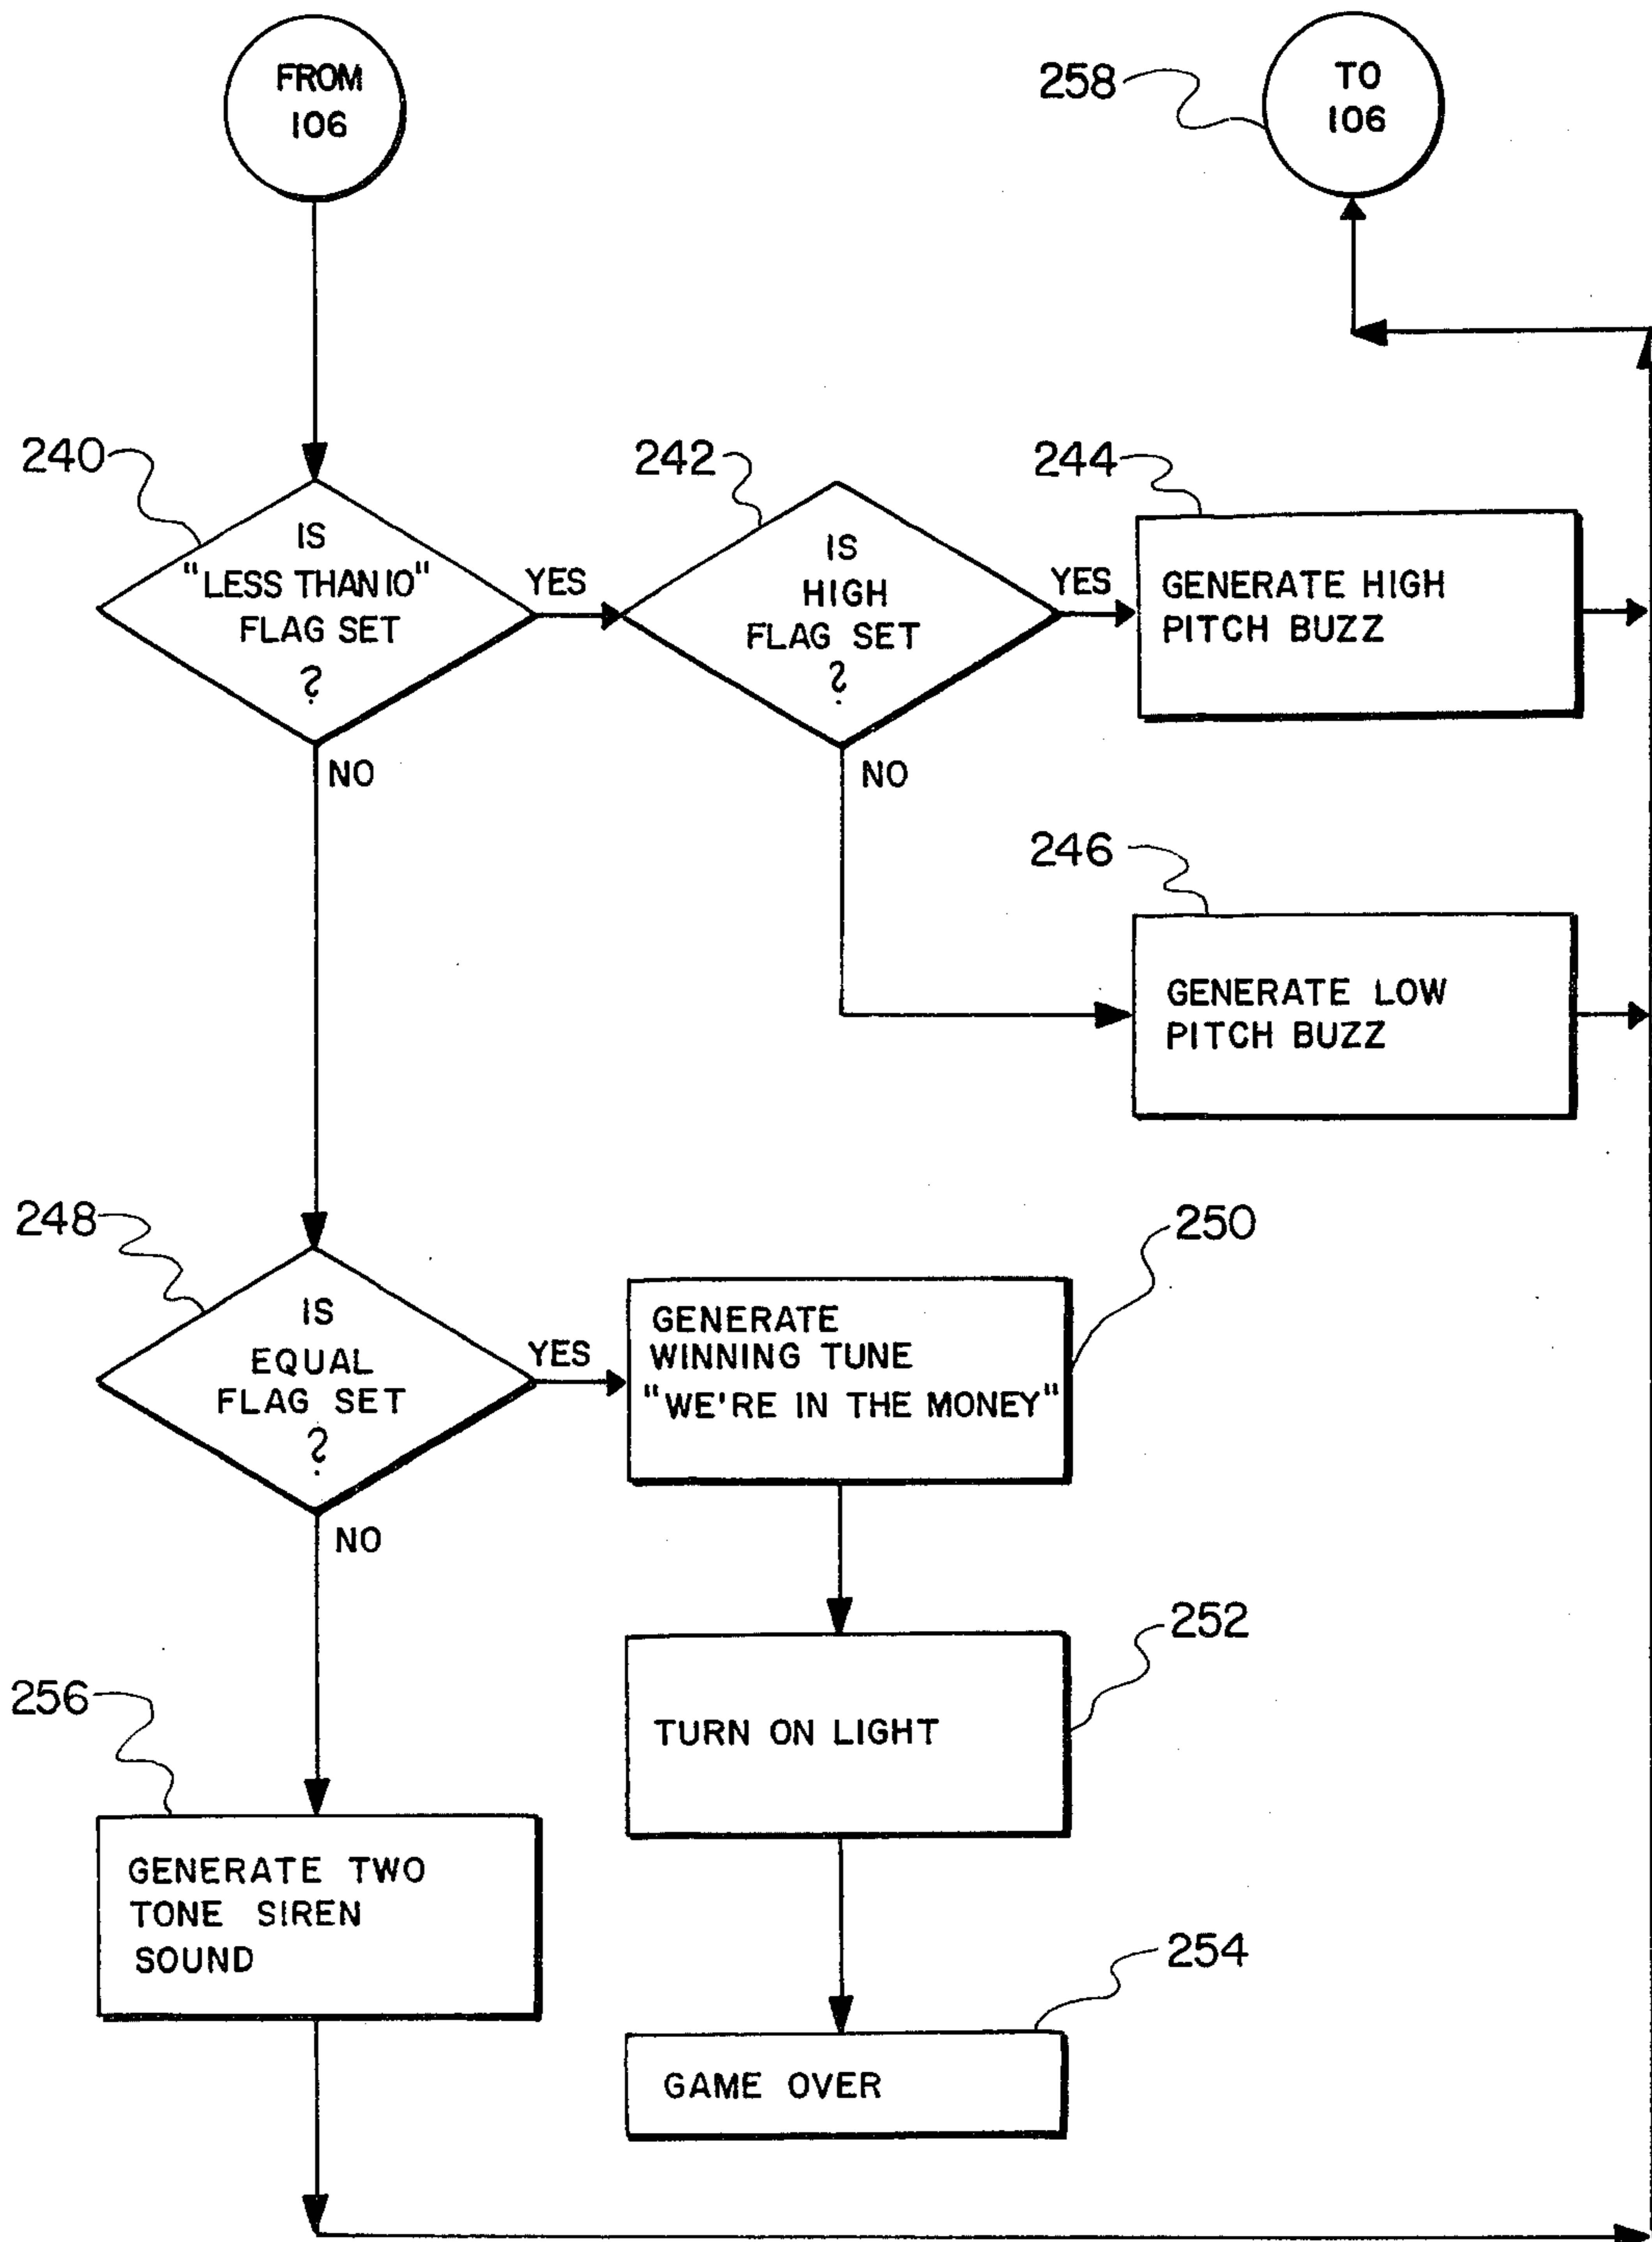 FROM
106
TO
106
258
240
242
244
IS
"LESS THAN 10"
FLAG SET
?
YES
NO
IS
HIGH
FLAG SET
?
YES
NO
GENERATE HIGH
PITCH BUZZ
246
GENERATE LOW
PITCH BUZZ
248
IS
EQUAL
FLAG SET
?
YES
NO
250
GENERATE
WINNING TUNE
"WE'RE IN THE MONEY"
252
TURN ON LIGHT
256
GENERATE TWO
TONE SIREN
SOUND
254
GAME OVER